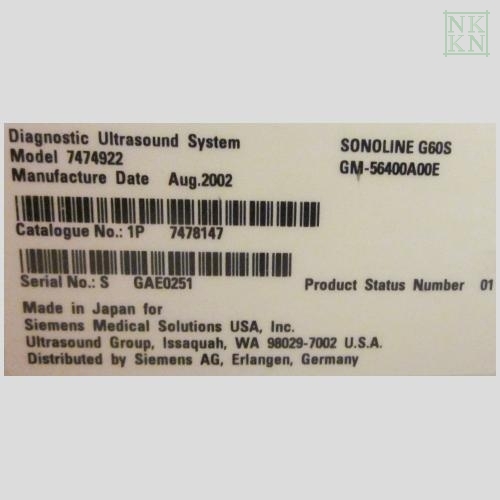 NK
KN
Diagnostic Ultrasound System
SONOLINE G60S
Model 7474922
GM-56400A00E
Manufacture Date Aug.2002
Catalogue No.: 1P 7478147
Serial No.: S GAE0251
Product Status Number 01
Made in Japan for
Siemens Medical Solutions USA, Inc.
Ultrasound Group, Issaquah, WA 98029-7002 U.S.A.
Distributed by Siemens AG, Erlangen, Germany